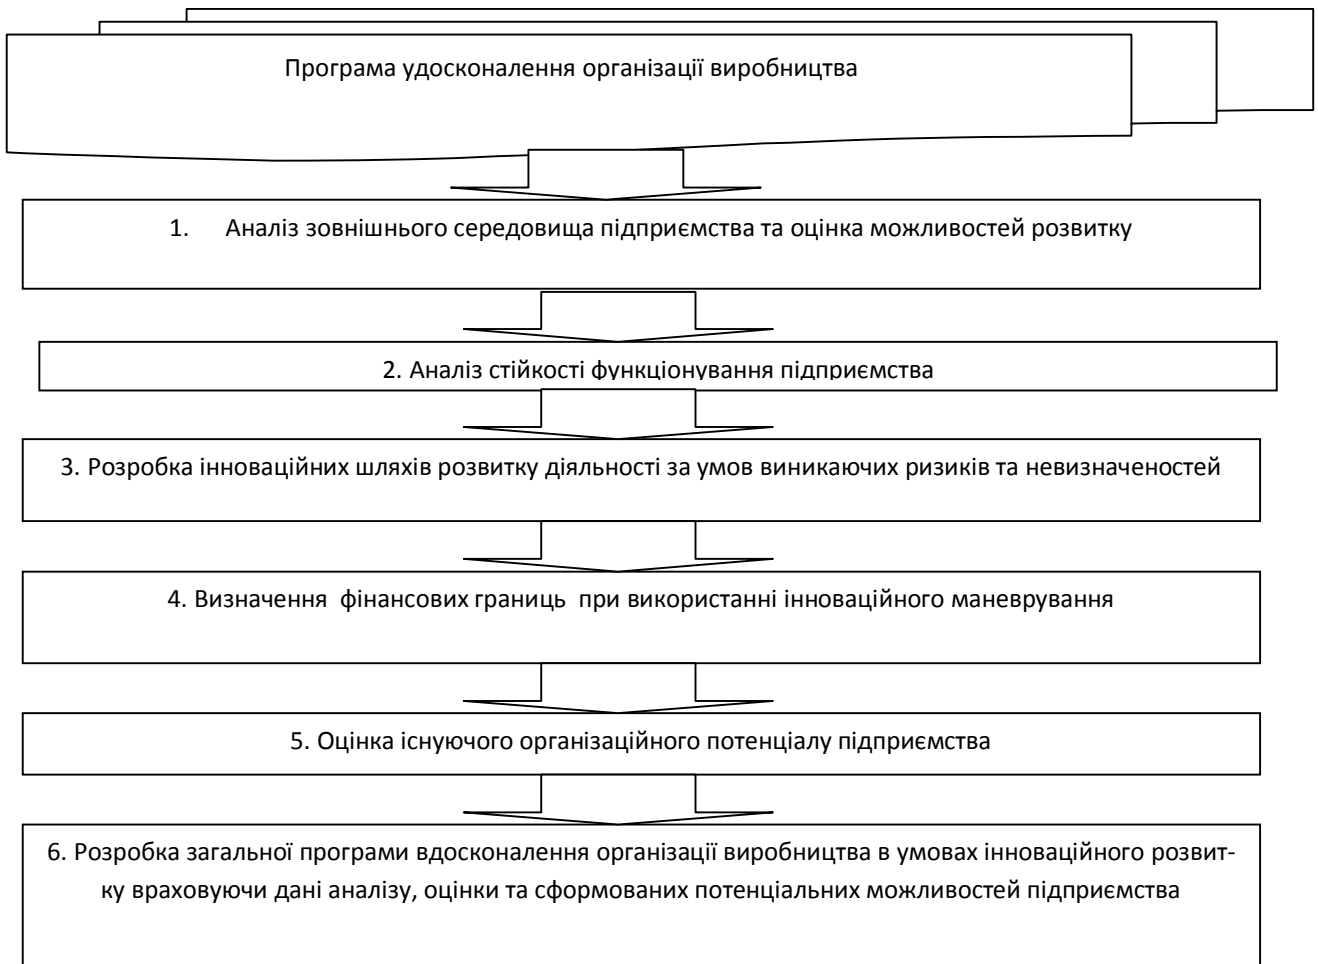 Програма удосконалення організації виробництва
1. Аналіз зовнішнього середовища підприємства та оцінка можливостей розвитку
2. Аналіз стійкості функціонування підприємства
3. Розробка інноваційних шляхів розвитку діяльності за умов виникаючих ризиків та невизначеностей
4. Визначення фінансових границь при використанні інноваційного маневрування
5. Оцінка існуючого організаційного потенціалу підприємства
6. Розробка загальної програми вдосконалення організації виробництва в умовах інноваційного розвит-
ку враховуючи дані аналізу, оцінки та сформованих потенціальних можливостей підприємства